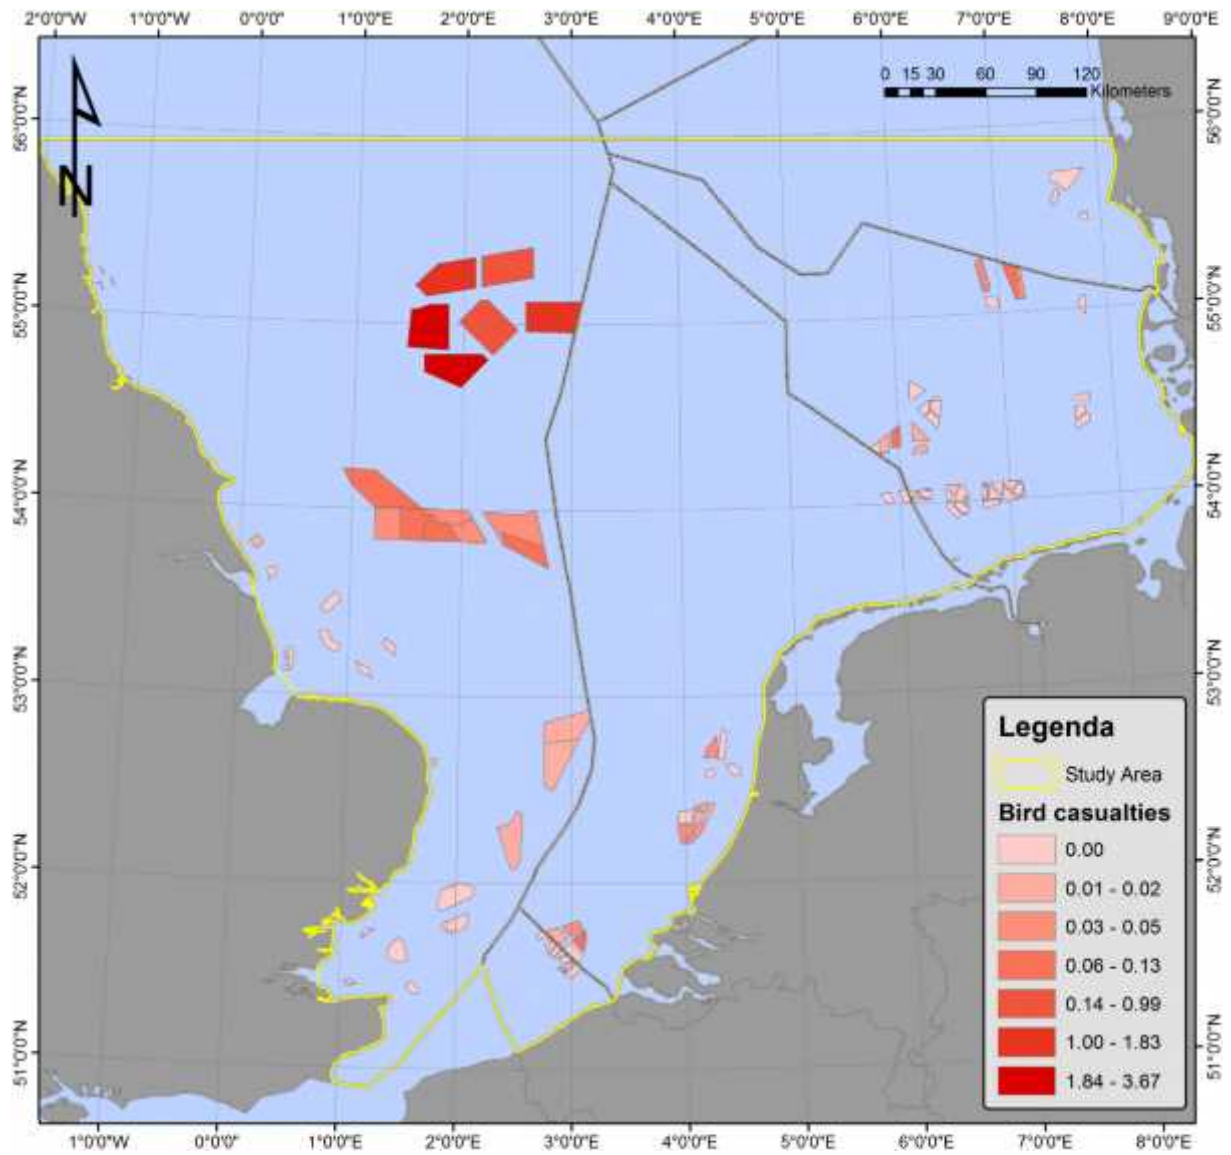 2°0'0"W 1°0'0"W 0°0'0" 1°0'0"E 2°0'0"E 3°0'0"E 4°0'0"E 5°0'0"E 6°0'0"E 7°0'0"E 8°0'0"E 9°0'0"E
0 15 30 60 90 120
Kilometers
N
56°0'0"N
55°0'0"N
54°0'0"N
53°0'0"N
52°0'0"N
51°0'0"N
56°0'0"N
55°0'0"N
54°0'0"N
53°0'0"N
52°0'0"N
51°0'0"N
Legenda
Study Area
Bird casualties
0.00
0.01 - 0.02
0.03 - 0.05
0.06 - 0.13
0.14 - 0.99
1.00 - 1.83
1.84 - 3.67
1°0'0"W 0°0'0" 1°0'0"E 2°0'0"E 3°0'0"E 4°0'0"E 5°0'0"E 6°0'0"E 7°0'0"E 8°0'0"E